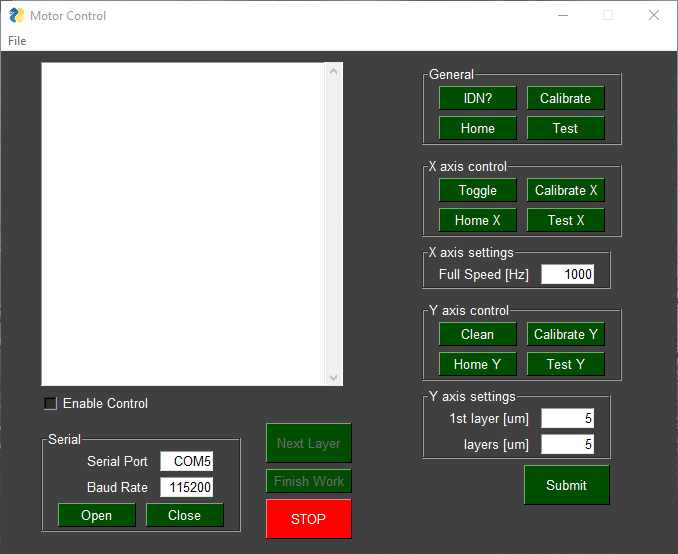 Motor Control
File
General
IDN?
Calibrate
Home
Test
X axis control
Toggle
Calibrate X
Home X
Test X
X axis settings
Full Speed [Hz]
1000
Y axis control
Clean
Calibrate Y
Home Y
Test Y
Y axis settings
1st layer [um]
5
layers [um]
5
Submit
Enable Control
Serial
Serial Port
COM5
Baud Rate
115200
Open
Close
Next Layer
Finish Work
STOP